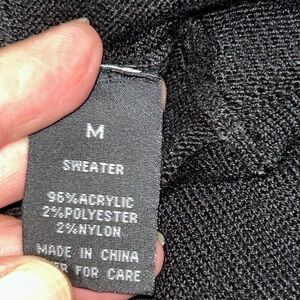 M
SWEATER
96%ACRYLIC
2%POLYESTER
2%NYLON
MADE IN CHINA
FOR CARE